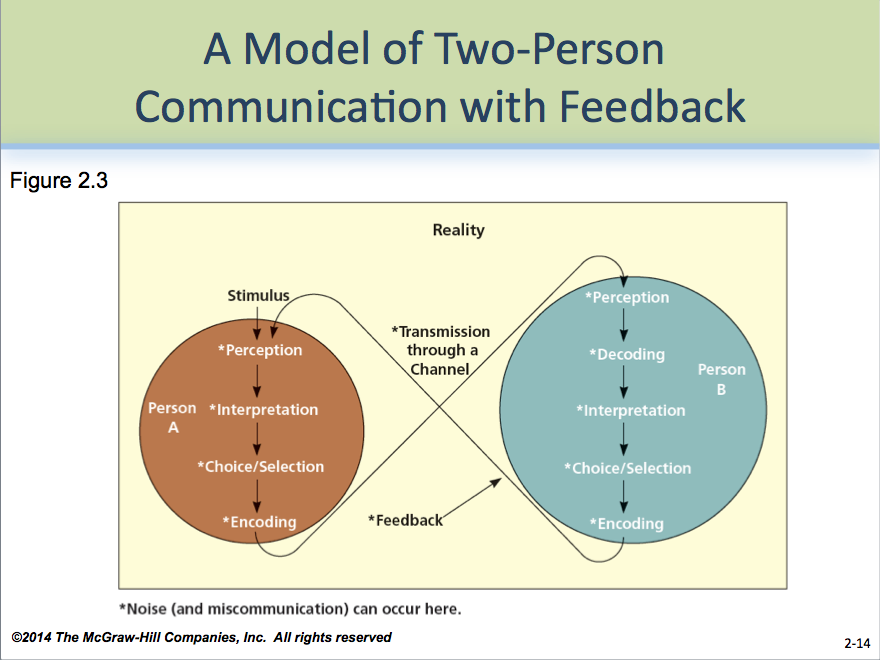 A Model of Two-Person
Communication with Feedback
Figure 2.3
Reality
Stimulus
*Perception
Person
A
*Interpretation
*Choice/Selection
*Encoding
*Transmission
through a
Channel
*Feedback
*Perception
*Decoding
Person
B
*Interpretation
*Choice/Selection
*Encoding
*Noise (and miscommunication) can occur here.
©2014 The McGraw-Hill Companies, Inc.  All rights reserved
2-14